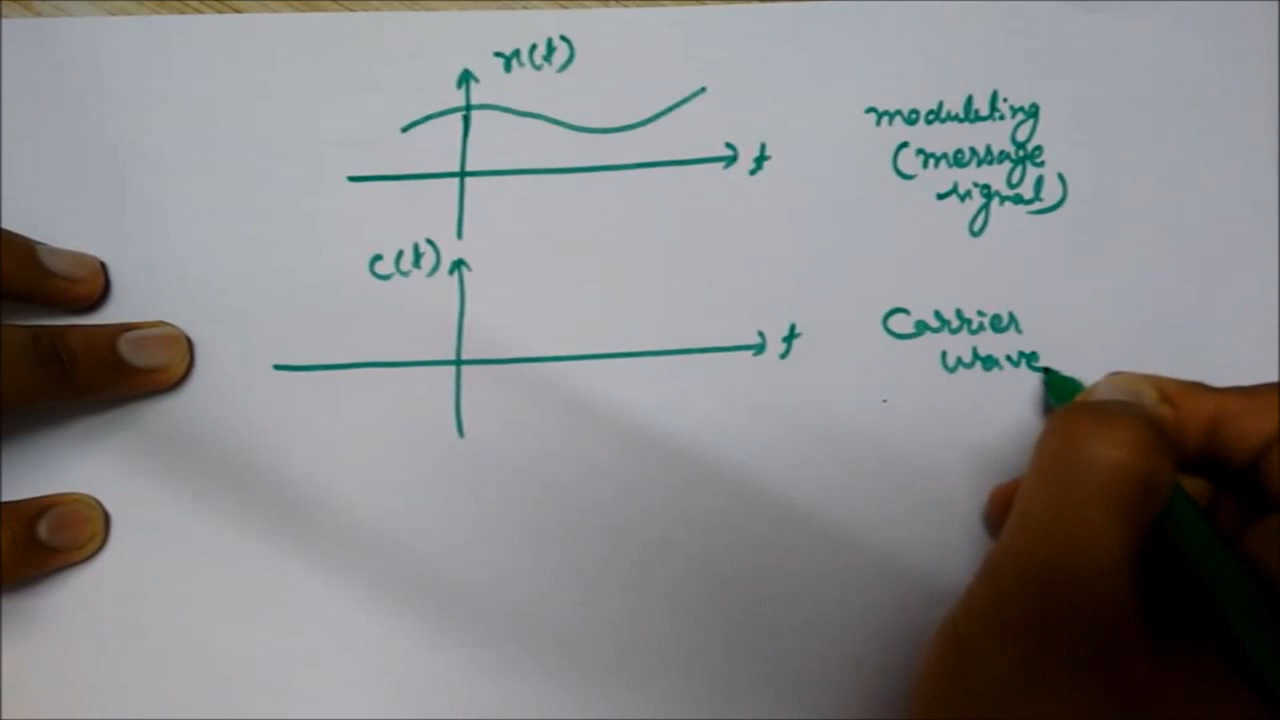 x(t)
modulating
(message
signal)
t
c(t)
Carrier
wave
t